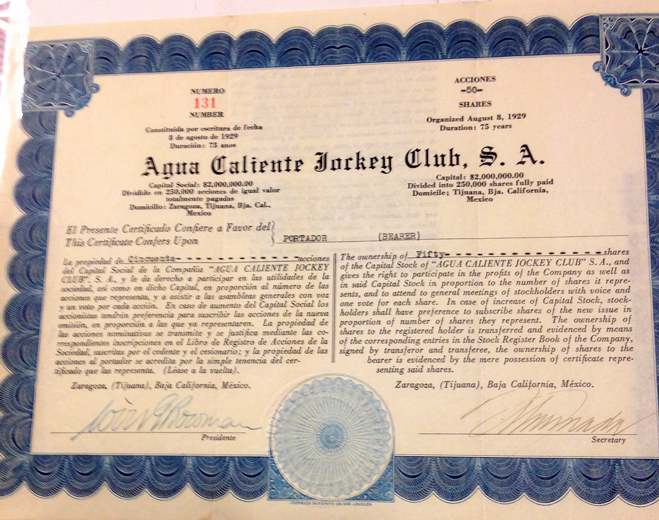 NUMERO
131
NUMBER
Constituida por escritura de fecha
8 de agosto de 1929
Duracion: 75 anos
ACCIONES
-50-
SHARES
Organized August 8, 1929
Duration: 75 years
Agua Caliente Jockey Club, S. A.
Capital Social: $2,000,000.00
Dividido en 250,000 acciones de igual valor
totalmente pagadas
Domicilio: Zaragoza, Tijuana, Bja. Cal.,
Mexico
Capital: $2,000,000.00
Divided into 250,000 shares fully paid
Domicile: Tijuana, Bja. California,
Mexico
El Presente Certificado Confiere a Favor del
This Certificate Confers Upon
PORTADOR (BEARER)
La propiedad de Cincuenta- - - - - - - - - - - - acciones
del Capital Social de la Compañía "AGUA CALIENTE JOCKEY
CLUB", S. A., y da derecho a participar en las utilidades de la
sociedad, así como en dicho Capital, en proporción al número de las
acciones que representa, y a asistir a las asambleas generales con voz
y un voto por cada acción. En caso de aumento del Capital Social los
accionistas tendrán preferencia para suscribir las acciones de la nueva
omisión, en proporción a las que ya representaren. La propiedad de
las acciones nominativas se transmite y se justifica mediante las co-
rrespondientes inscripciones en el Libro de Registro de Acciones de la
Sociedad, suscritas por el cedente y el cesionario; y la propiedad de las
acciones al portador se acredita por la simple tenencia del cer-
tificado que las representa. (Léase a la vuelta).
Zaragoza, (Tijuana), Baja California, México.
The ownership of Fifty- - - - - - - - - - - - shares
of the Capital Stock of "AGUA CALIENTE JOCKEY CLUB" S. A., and
gives the right to participate in the profits of the Company as well as
in said Capital Stock in proportion to the number of shares it repre-
sents, and to attend to general meetings of stockholders with voice and
one vote for each share. In case of increase of Capital Stock, stock-
holders shall have preference to subscribe shares of the new issue in
proportion of number of shares they represent. The ownership of
shares to the registered holder is transferred and evidenced by means
of the corresponding entries in the Stock Register Book of the Company,
signed by transferor and transferee, the ownership of shares to the
bearer is evidenced by the mere possession of certificate repre-
senting said shares.
Zaragoza, (Tijuana), Baja California, México.
Presidente
Secretary